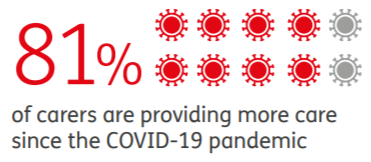 81%
of carers are providing more care
since the COVID-19 pandemic